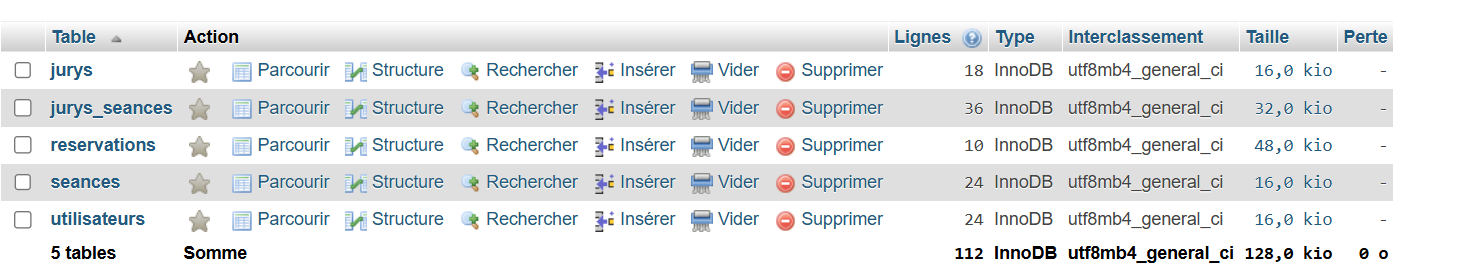 Table Action Lignes Type Interclassement Taille Perte
jurys Parcourir Structure Rechercher Insérer Vider Supprimer 18 InnoDB utf8mb4_general_ci 16,0 kio -
jurys_seances Parcourir Structure Rechercher Insérer Vider Supprimer 36 InnoDB utf8mb4_general_ci 32,0 kio -
reservations Parcourir Structure Rechercher Insérer Vider Supprimer 10 InnoDB utf8mb4_general_ci 48,0 kio -
seances Parcourir Structure Rechercher Insérer Vider Supprimer 24 InnoDB utf8mb4_general_ci 16,0 kio -
utilisateurs Parcourir Structure Rechercher Insérer Vider Supprimer 24 InnoDB utf8mb4_general_ci 16,0 kio -
5 tables Somme 112 InnoDB utf8mb4_general_ci 128,0 kio 0 o